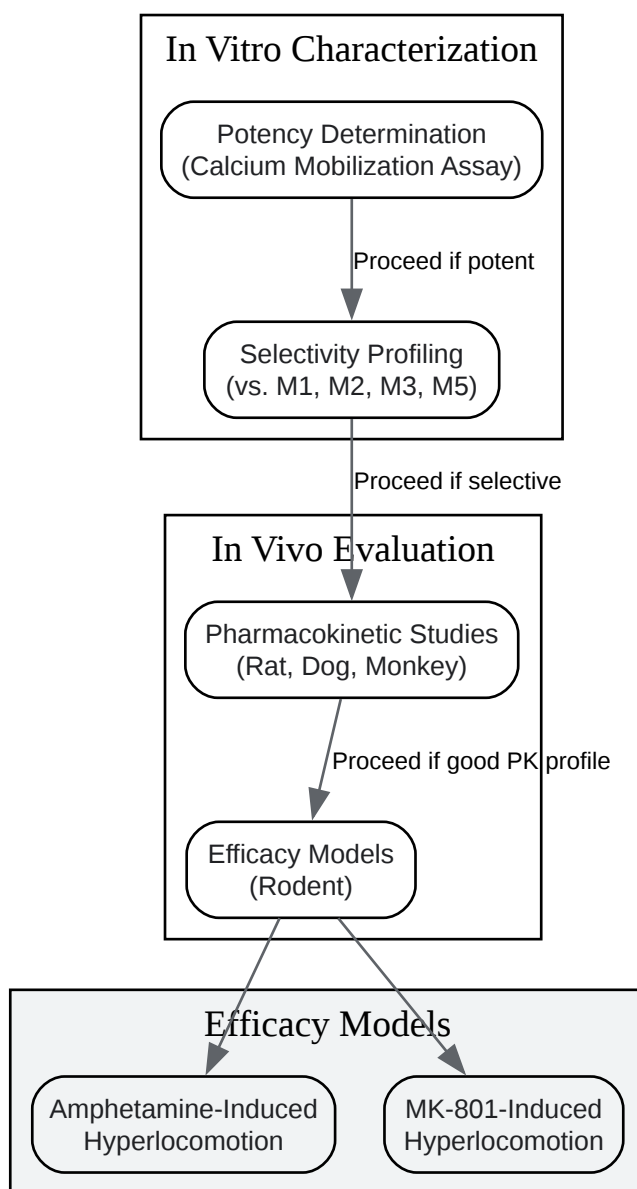 In Vitro Characterization
Potency Determination
(Calcium Mobilization Assay)
Proceed if potent
Selectivity Profiling
(vs. M1, M2, M3, M5)
Proceed if selective
In Vivo Evaluation
Pharmacokinetic Studies
(Rat, Dog, Monkey)
Proceed if good PK profile
Efficacy Models
(Rodent)
Efficacy Models
Amphetamine-Induced
Hyperlocomotion
MK-801-Induced
Hyperlocomotion